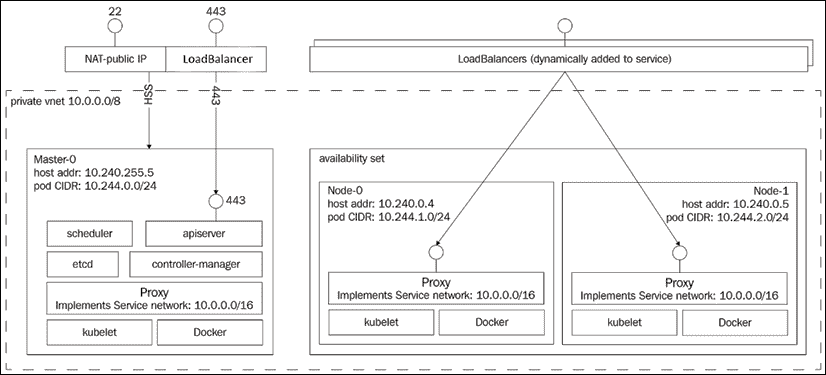 22
443
NAT-public IP
LoadBalancer
LoadBalancers (dynamically added to service)
SSH
443
private vnet 10.0.0.0/8
Master-0
host addr: 10.240.255.5
pod CIDR: 10.244.0.0/24
443
scheduler
apiserver
etcd
controller-manager
Proxy
Implements Service network: 10.0.0.0/16
kubelet
Docker
availability set
Node-0
host addr: 10.240.0.4
pod CIDR: 10.244.1.0/24
Proxy
Implements Service network: 10.0.0.0/16
kubelet
Docker
Node-1
host addr: 10.240.0.5
pod CIDR: 10.244.2.0/24
Proxy
Implements Service network: 10.0.0.0/16
kubelet
Docker